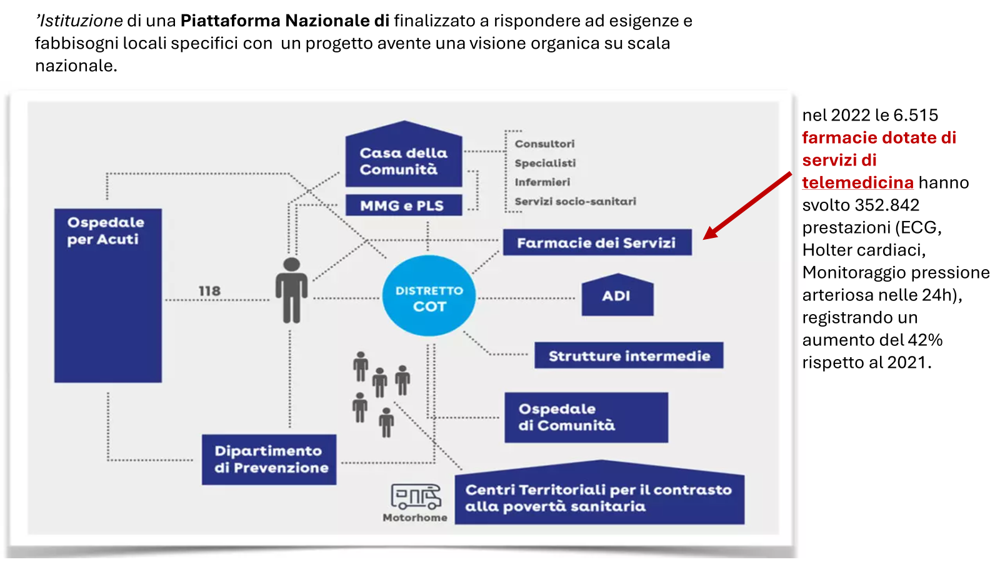 ’Istituzione di una Piattaforma Nazionale di finalizzato a rispondere ad esigenze e
fabbisogni locali specifici con  un progetto avente una visione organica su scala
nazionale.
nel 2022 le 6.515
farmacie dotate di
servizi di
telemedicina hanno
svolto 352.842
prestazioni (ECG,
Holter cardiaci,
Monitoraggio pressione
arteriosa nelle 24h),
registrando un
aumento del 42%
rispetto al 2021.
Casa della
Comunità
MMG e PLS
Consultori
Specialisti
Infermieri
Servizi socio-sanitari
Ospedale
per Acuti
Farmacie dei Servizi
118
DISTRETTO
COT
ADI
Strutture intermedie
Ospedale
di Comunità
Dipartimento
di Prevenzione
Centri Territoriali per il contrasto
alla povertà sanitaria
Motorhome